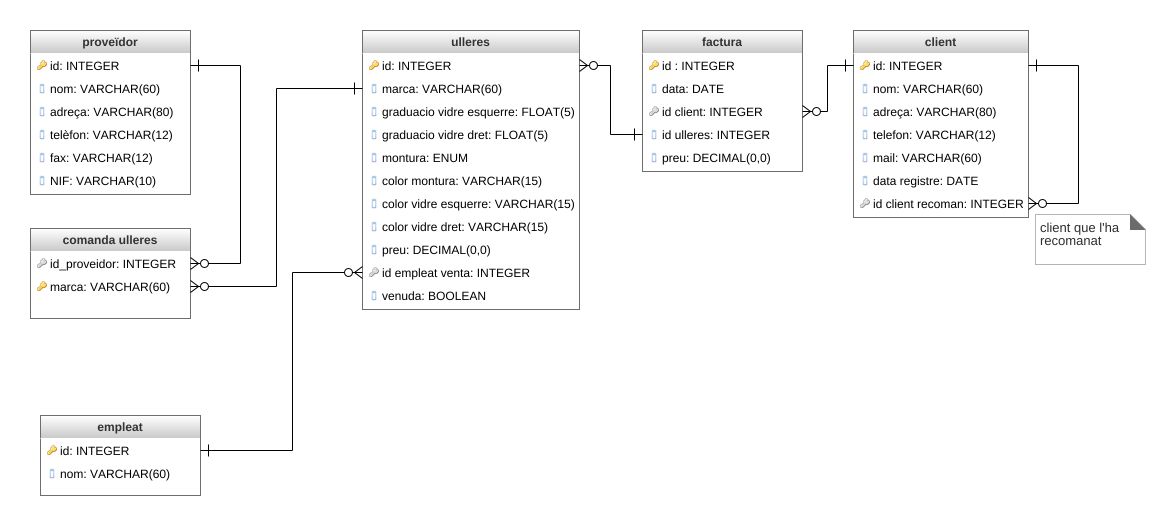 proveïdor
id: INTEGER
nom: VARCHAR(60)
adreça: VARCHAR(80)
telèfon: VARCHAR(12)
fax: VARCHAR(12)
NIF: VARCHAR(10)
comanda ulleres
id_proveidor: INTEGER
marca: VARCHAR(60)
empleat
id: INTEGER
nom: VARCHAR(60)
ulleres
id: INTEGER
marca: VARCHAR(60)
graduacio vidre esquerre: FLOAT(5)
graduacio vidre dret: FLOAT(5)
montura: ENUM
color montura: VARCHAR(15)
color vidre esquerre: VARCHAR(15)
color vidre dret: VARCHAR(15)
preu: DECIMAL(0,0)
id empleat venta: INTEGER
venuda: BOOLEAN
factura
id : INTEGER
data: DATE
id client: INTEGER
id ulleres: INTEGER
preu: DECIMAL(0,0)
client
id: INTEGER
nom: VARCHAR(60)
adreça: VARCHAR(80)
telefon: VARCHAR(12)
mail: VARCHAR(60)
data registre: DATE
id client recoman: INTEGER
client que l'ha
recomanat